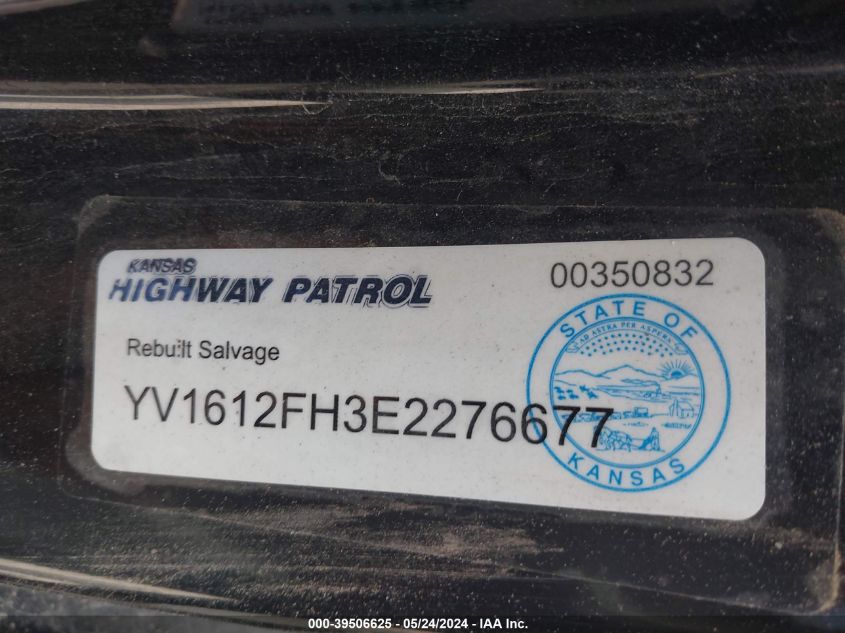 KANSAS
HIGHWAY PATROL
00350832
Rebuilt Salvage
YV1612FH3E2276677
STATE OF
AD ASTRA PER ASPERA
KANSAS
000-39506625 - 05/24/2024 - IAA Inc.